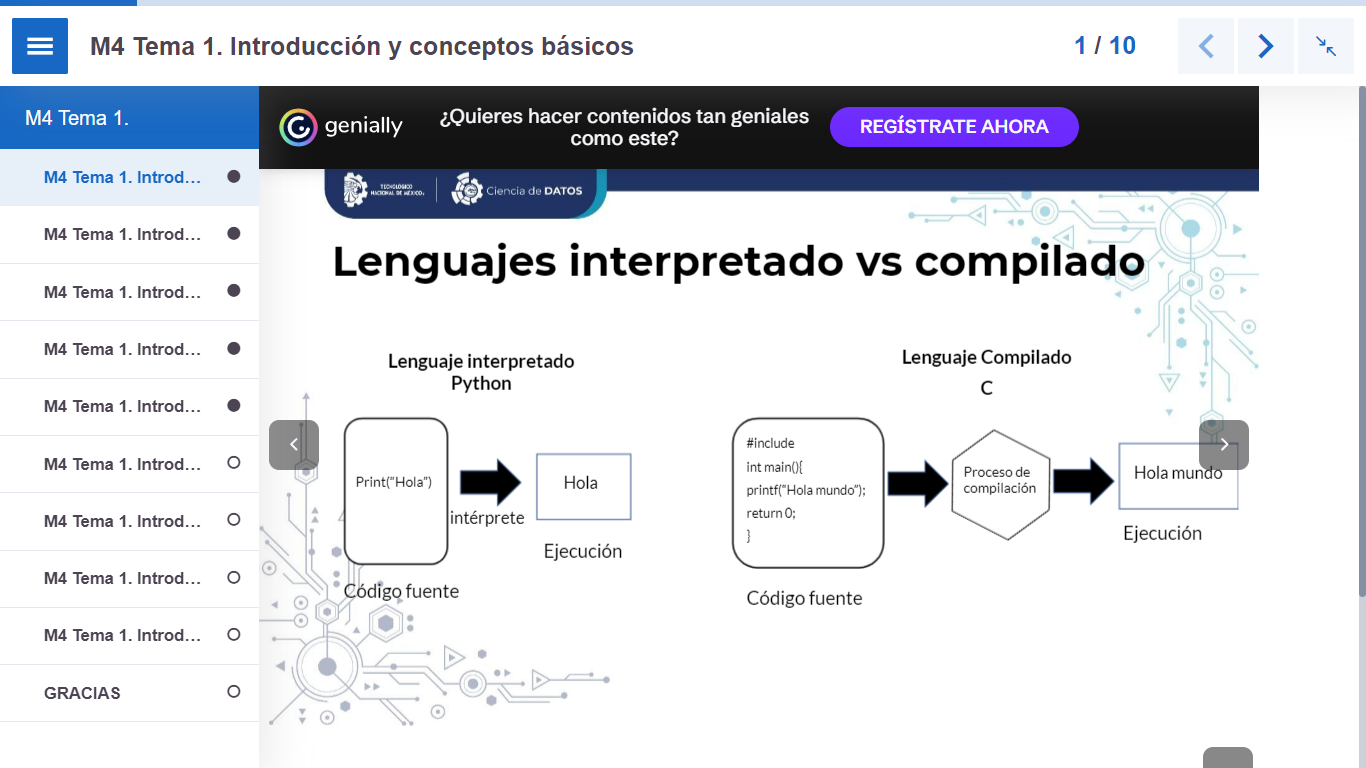 M4 Tema 1. Introducción y conceptos básicos
1 / 10
M4 Tema 1.
M4 Tema 1. Introd...
M4 Tema 1. Introd...
M4 Tema 1. Introd...
M4 Tema 1. Introd...
M4 Tema 1. Introd...
M4 Tema 1. Introd...
M4 Tema 1. Introd...
M4 Tema 1. Introd...
M4 Tema 1. Introd...
GRACIAS
genially
¿Quieres hacer contenidos tan geniales
como este?
REGÍSTRATE AHORA
TECNOLÓGICO
NACIONAL DE MÉXICO
Ciencia de DATOS
Lenguajes interpretado vs compilado
Lenguaje interpretado
Python
Print("Hola")
intérprete
Hola
Ejecución
Código fuente
Lenguaje Compilado
C
#include
int main(){
printf("Hola mundo");
return 0;
}
Código fuente
Proceso de
compilación
Hola mundo
Ejecución